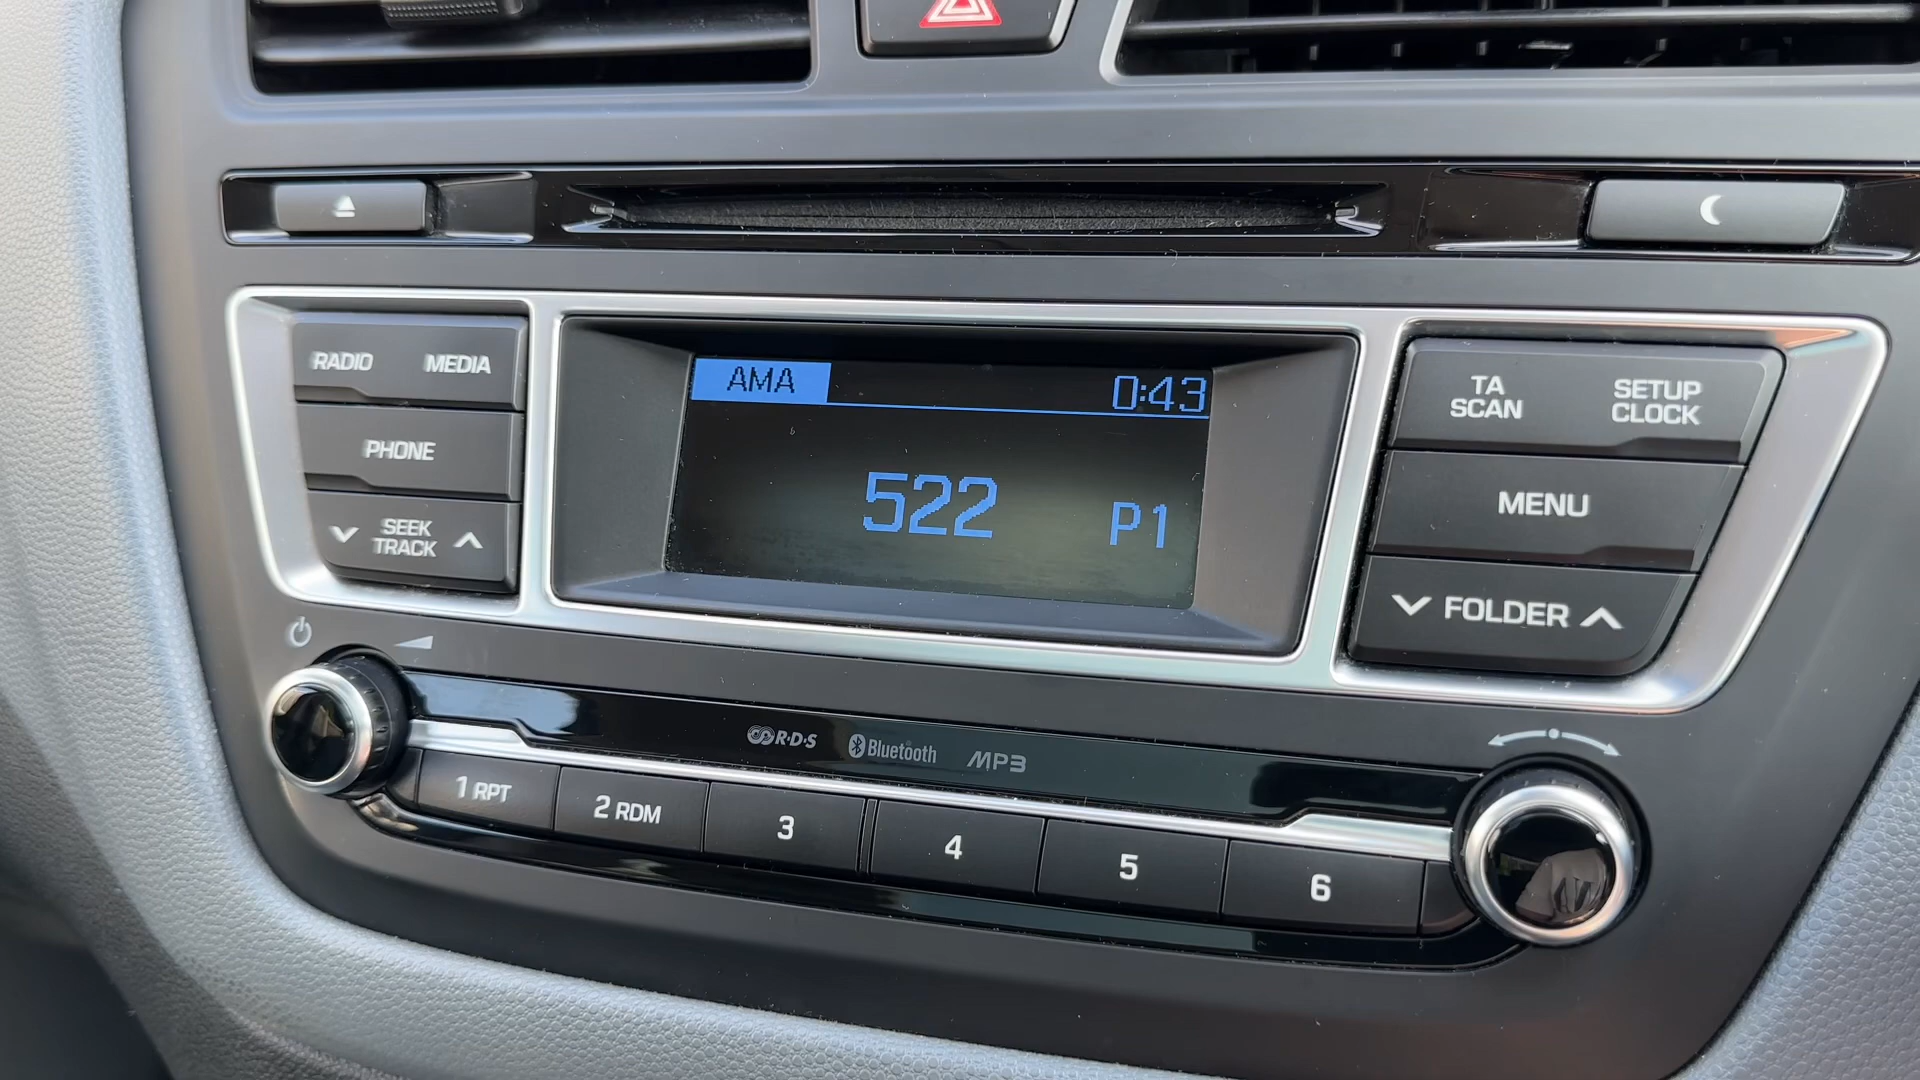 RADIO MEDIA
PHONE
SEEK
TRACK
AMA 0:43
522 P1
TA
SCAN
SETUP
CLOCK
MENU
FOLDER
R·D·S Bluetooth MP3
1 RPT 2 RDM 3 4 5 6